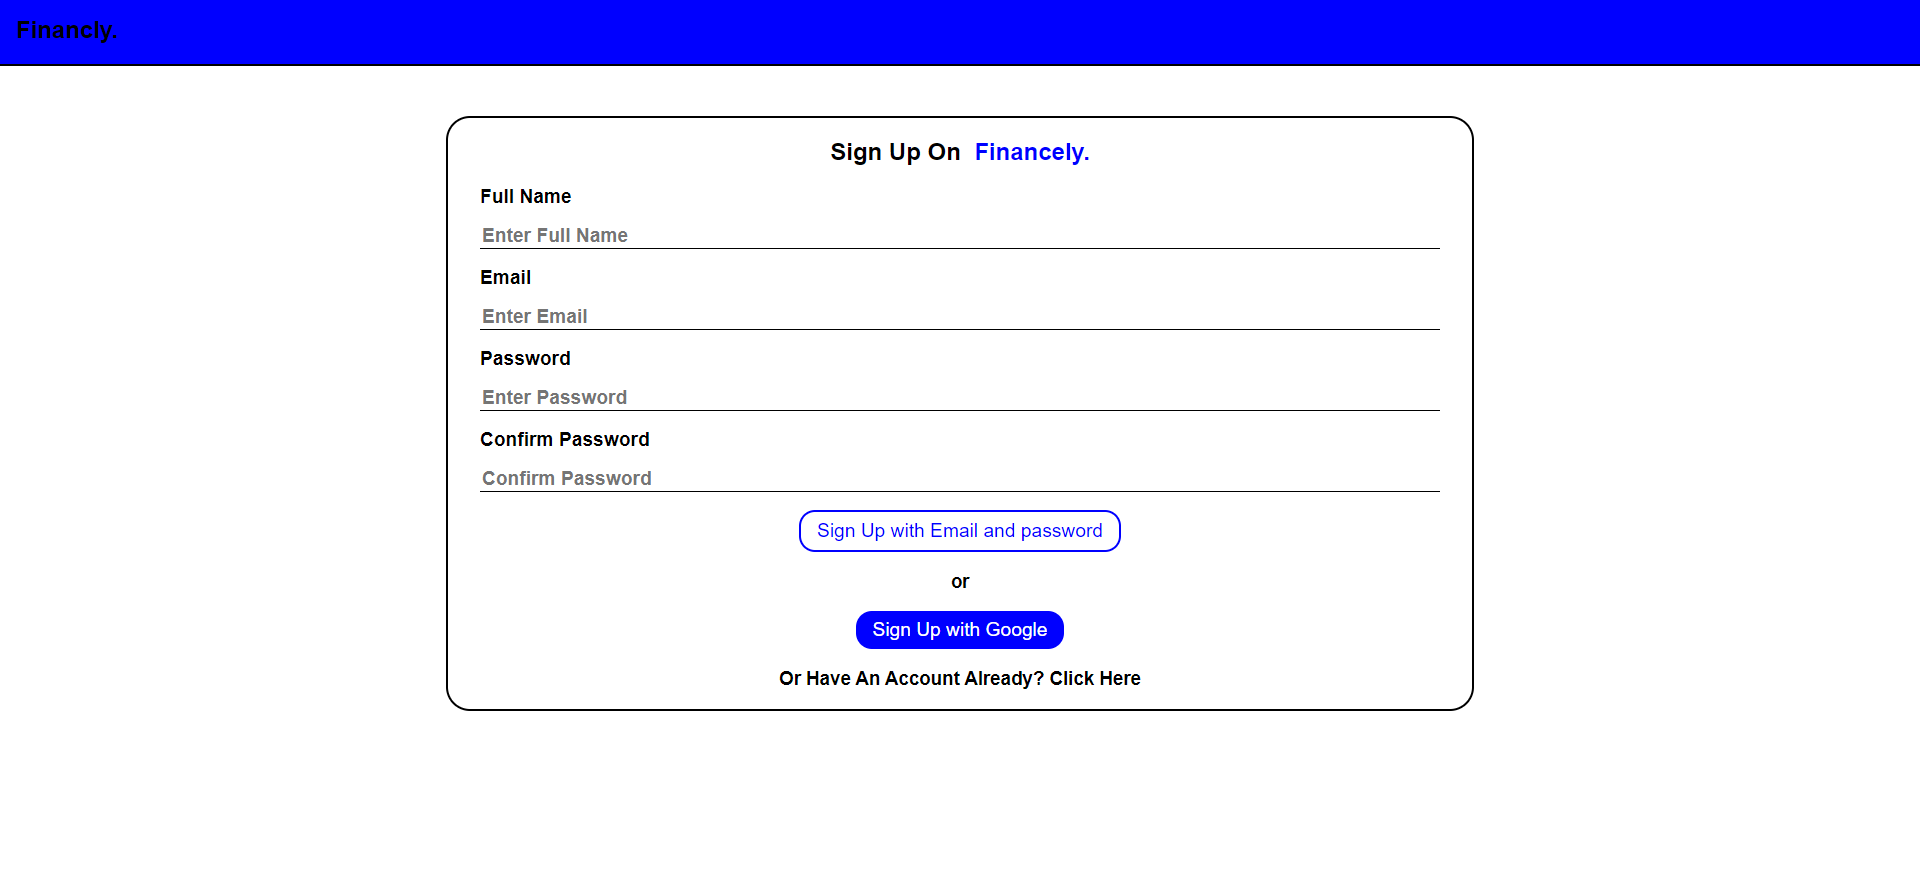 Financly.
Sign Up On Financely.
Full Name
Enter Full Name
Email
Enter Email
Password
Enter Password
Confirm Password
Confirm Password
Sign Up with Email and password
or
Sign Up with Google
Or Have An Account Already? Click Here